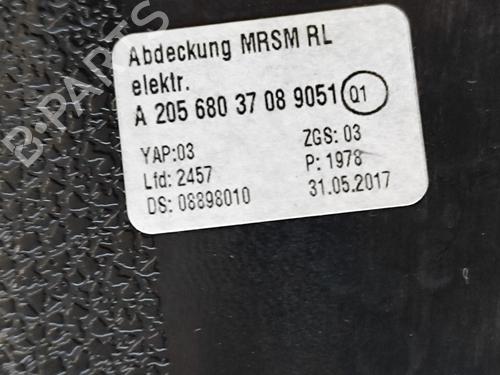 Abdeckung MRSM RL
elektr.
A 205 680 37 08 9051 Q1
YAP:03
ZGS: 03
Lfd: 2457
P: 1978
DS: 08898010
31.05.2017
B-PARTS